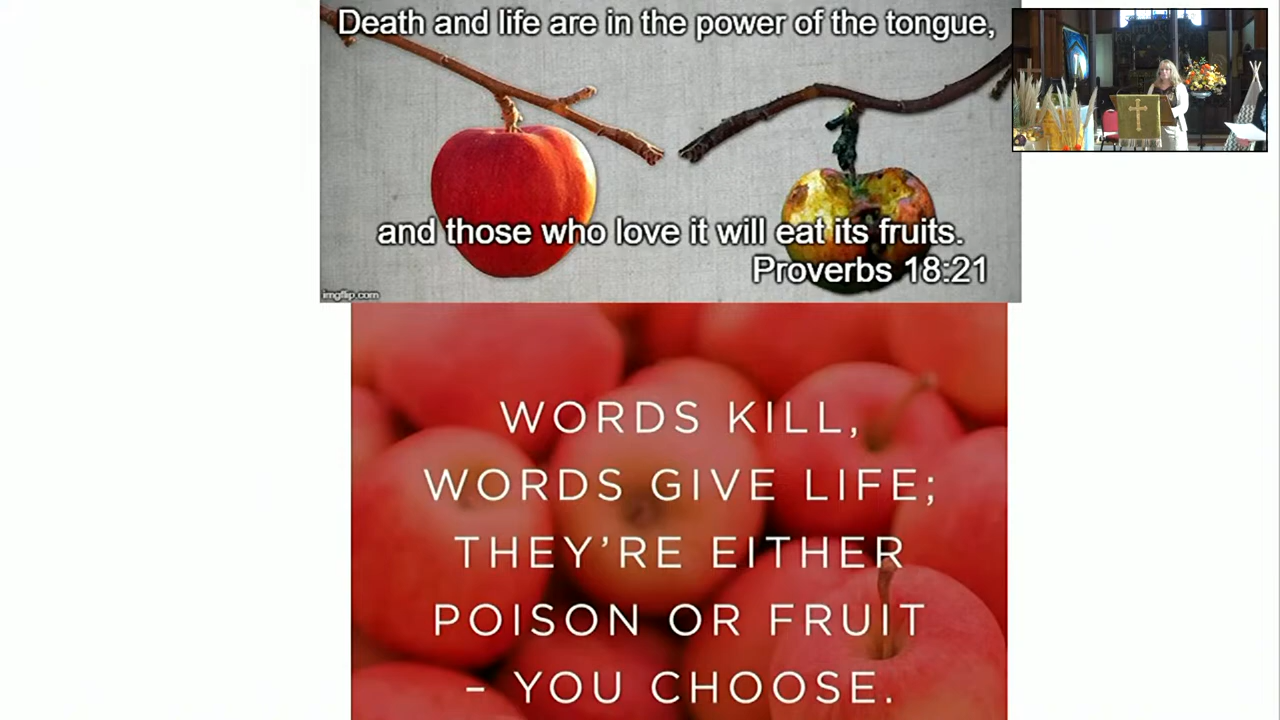 Death and life are in the power of the tongue,
and those who love it will eat its fruits.
Proverbs 18:21
imgflip.com
WORDS KILL,
WORDS GIVE LIFE;
THEY’RE EITHER
POISON OR FRUIT
– YOU CHOOSE.